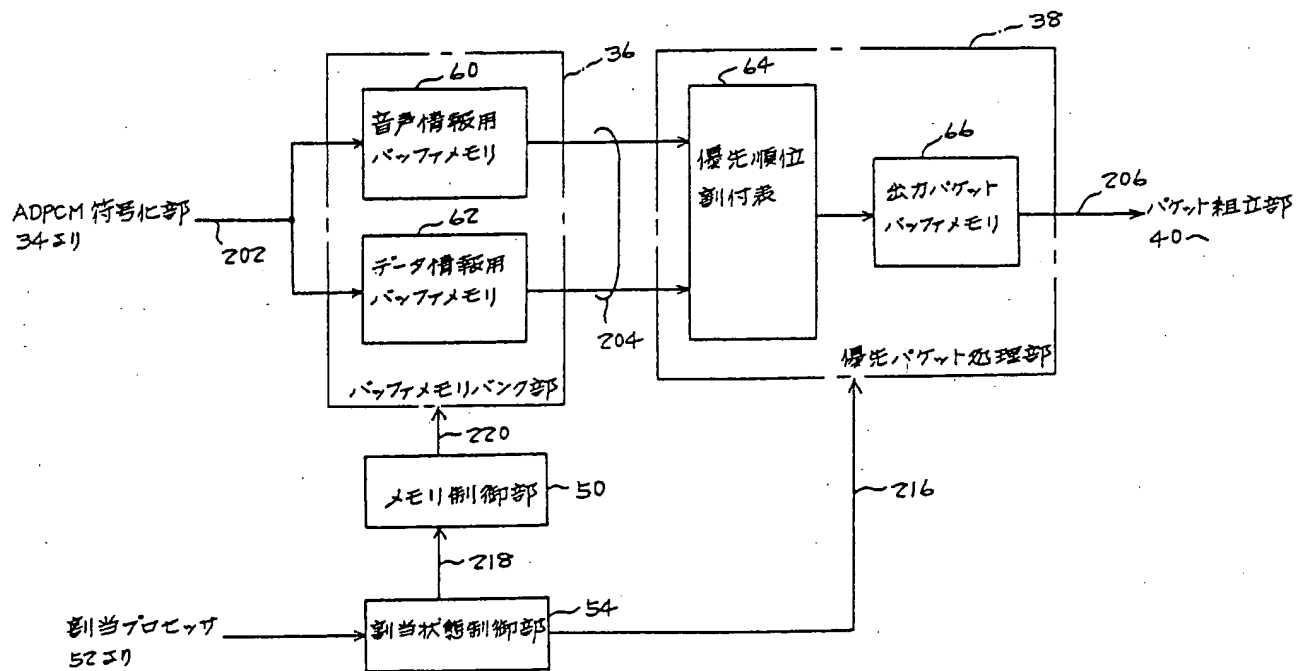 36
38
60
音声情報用
バッファメモリ
64
優先順位
割付表
66
出力パケット
バッファメモリ
206
パケット組立部
40へ
ADPCM 符号化部
34より
202
62
データ情報用
バッファメモリ
204
バッファメモリバンク部
優先パケット処理部
220
メモリ制御部
50
216
218
割当プロセッサ
52より
割当状態制御部
54